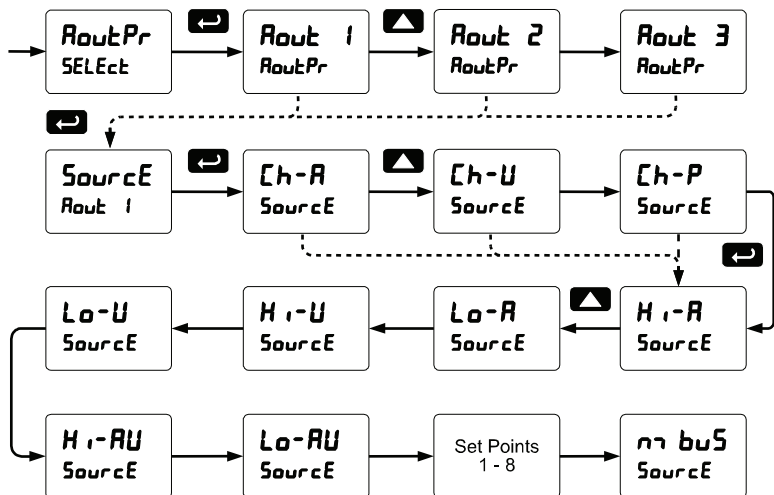 AoutPr
SELEct
Aout 1
AoutPr
Aout 2
AoutPr
Aout 3
AoutPr
SourcE
Aout 1
Ch-A
SourcE
Ch-U
SourcE
Ch-P
SourcE
Lo-U
SourcE
Hi-U
SourcE
Lo-A
SourcE
Hi-A
SourcE
Hi-AU
SourcE
Lo-AU
SourcE
Set Points
1 - 8
m buS
SourcE